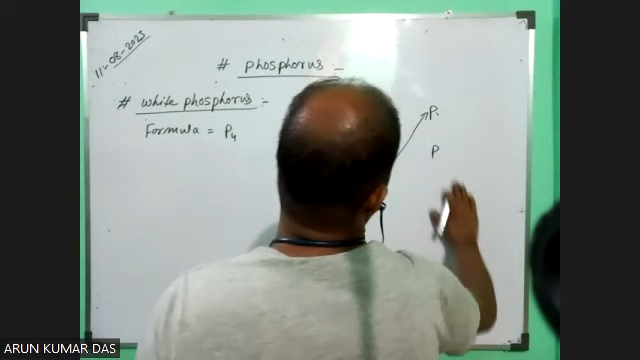 11-08-2023
# phosphorus :-
# white phosphorus :-
Formula = P4
P
P
ARUN KUMAR DAS